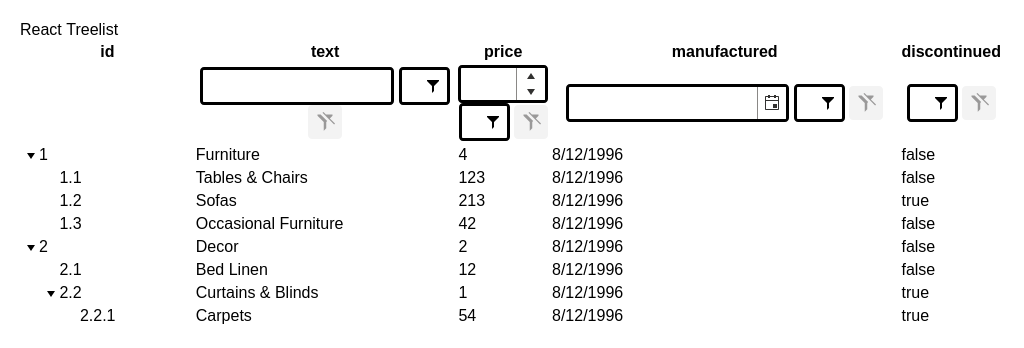 React Treelist
id text price manufactured discontinued
1 Furniture 4 8/12/1996 false
1.1 Tables & Chairs 123 8/12/1996 false
1.2 Sofas 213 8/12/1996 true
1.3 Occasional Furniture 42 8/12/1996 false
2 Decor 2 8/12/1996 false
2.1 Bed Linen 12 8/12/1996 false
2.2 Curtains & Blinds 1 8/12/1996 true
2.2.1 Carpets 54 8/12/1996 true